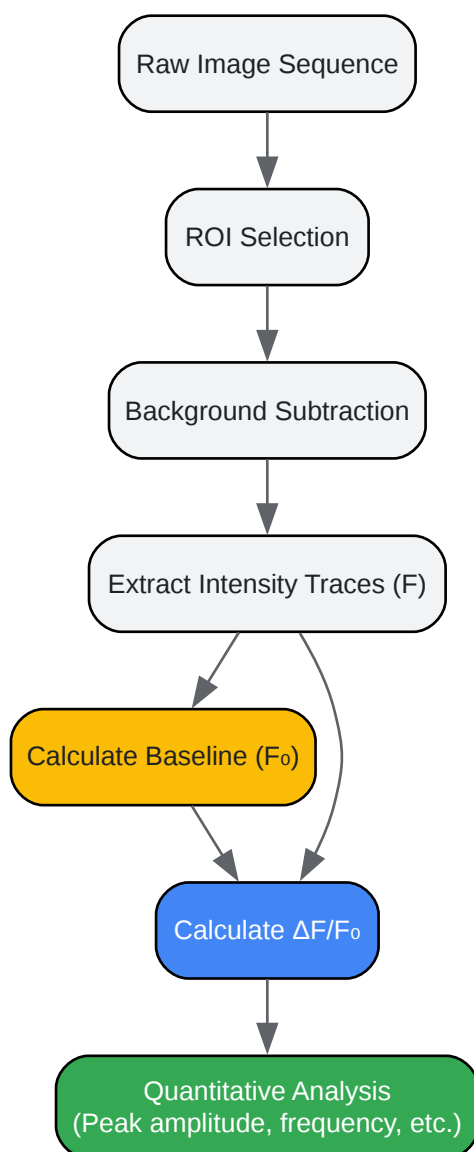 Raw Image Sequence
ROI Selection
Background Subtraction
Extract Intensity Traces (F)
Calculate Baseline (F₀)
Calculate ΔF/F₀
Quantitative Analysis
(Peak amplitude, frequency, etc.)